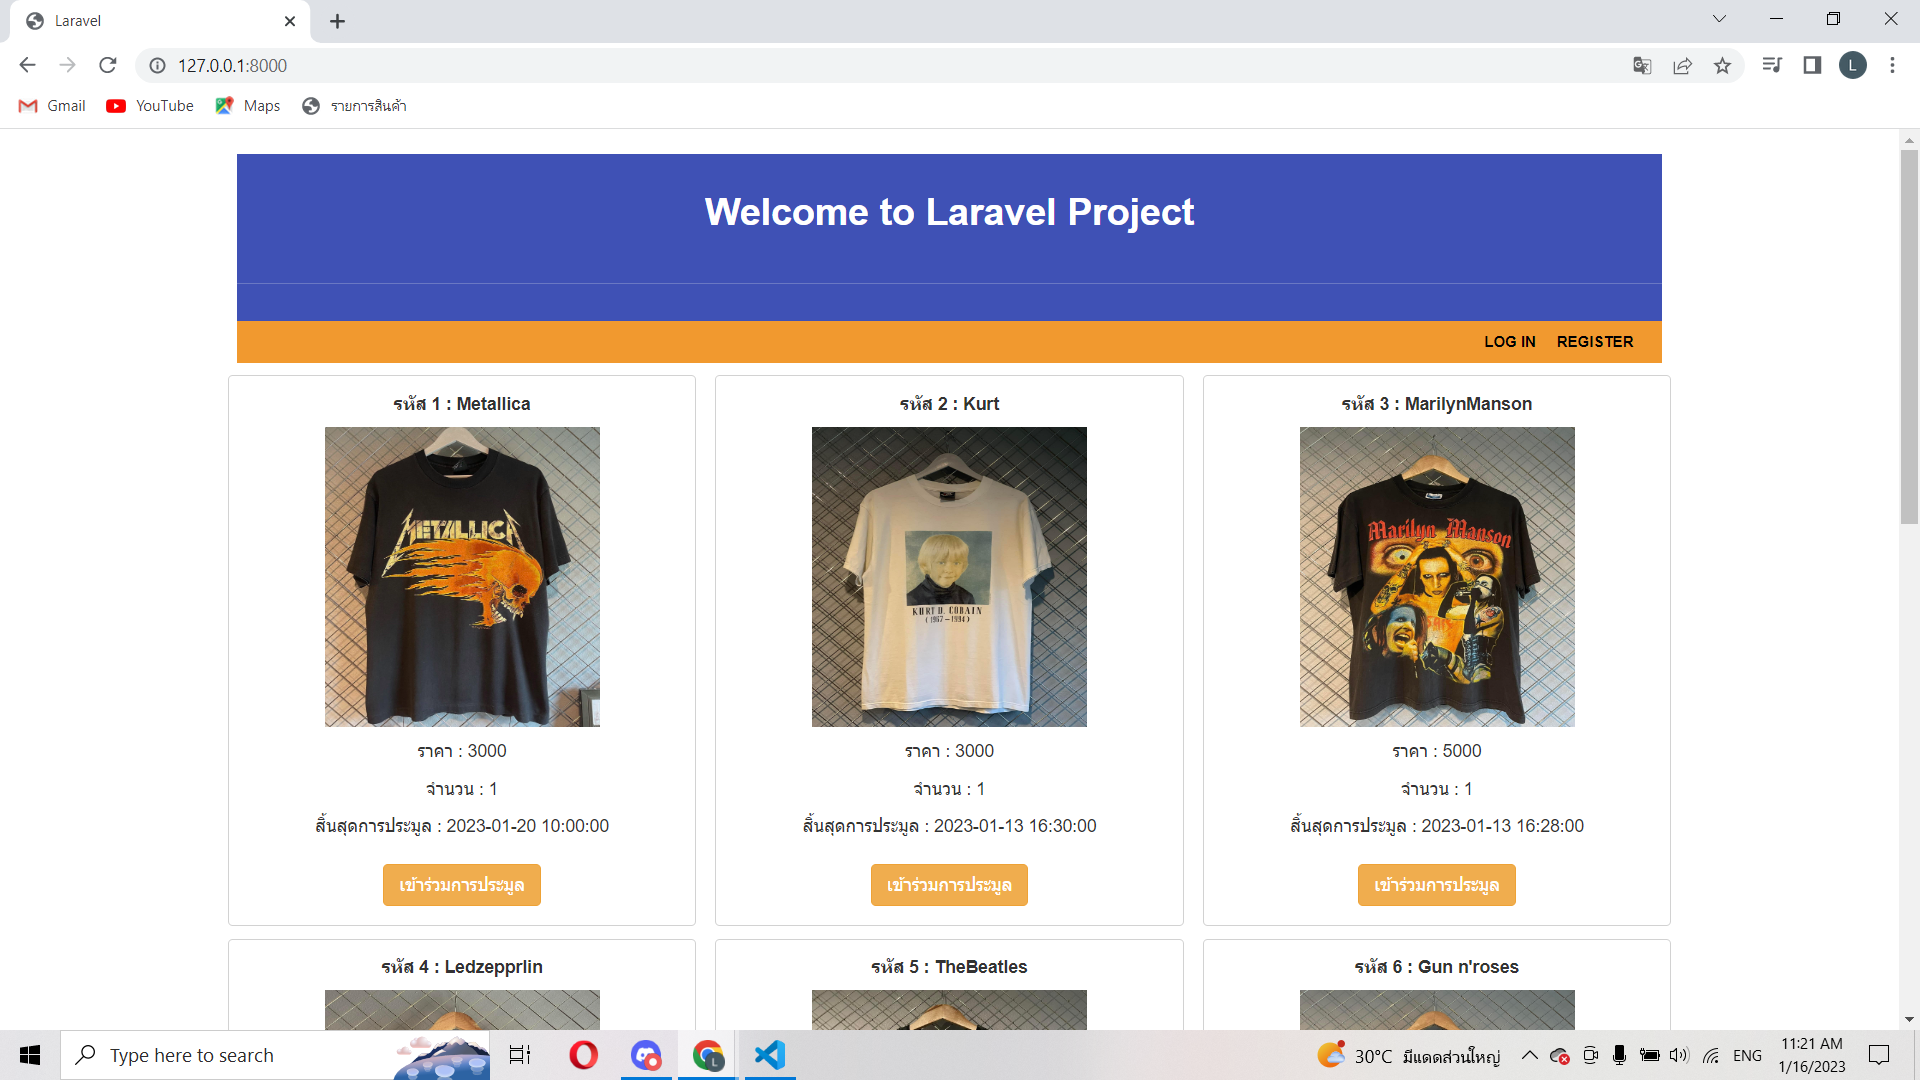 Laravel
127.0.0.1:8000
Gmail YouTube Maps รายการสินค้า
Welcome to Laravel Project
LOG IN REGISTER
รหัส 1 : Metallica
METALLICA
ราคา : 3000
จำนวน : 1
สิ้นสุดการประมูล : 2023-01-20 10:00:00
เข้าร่วมการประมูล
รหัส 2 : Kurt
KURT D. COBAIN
(1967-1994)
ราคา : 3000
จำนวน : 1
สิ้นสุดการประมูล : 2023-01-13 16:30:00
เข้าร่วมการประมูล
รหัส 3 : MarilynManson
Marilyn Manson
ราคา : 5000
จำนวน : 1
สิ้นสุดการประมูล : 2023-01-13 16:28:00
เข้าร่วมการประมูล
รหัส 4 : Ledzepprlin
รหัส 5 : TheBeatles
รหัส 6 : Gun n'roses
Type here to search
L
L
30°C มีแดดส่วนใหญ่
ENG
11:21 AM
1/16/2023